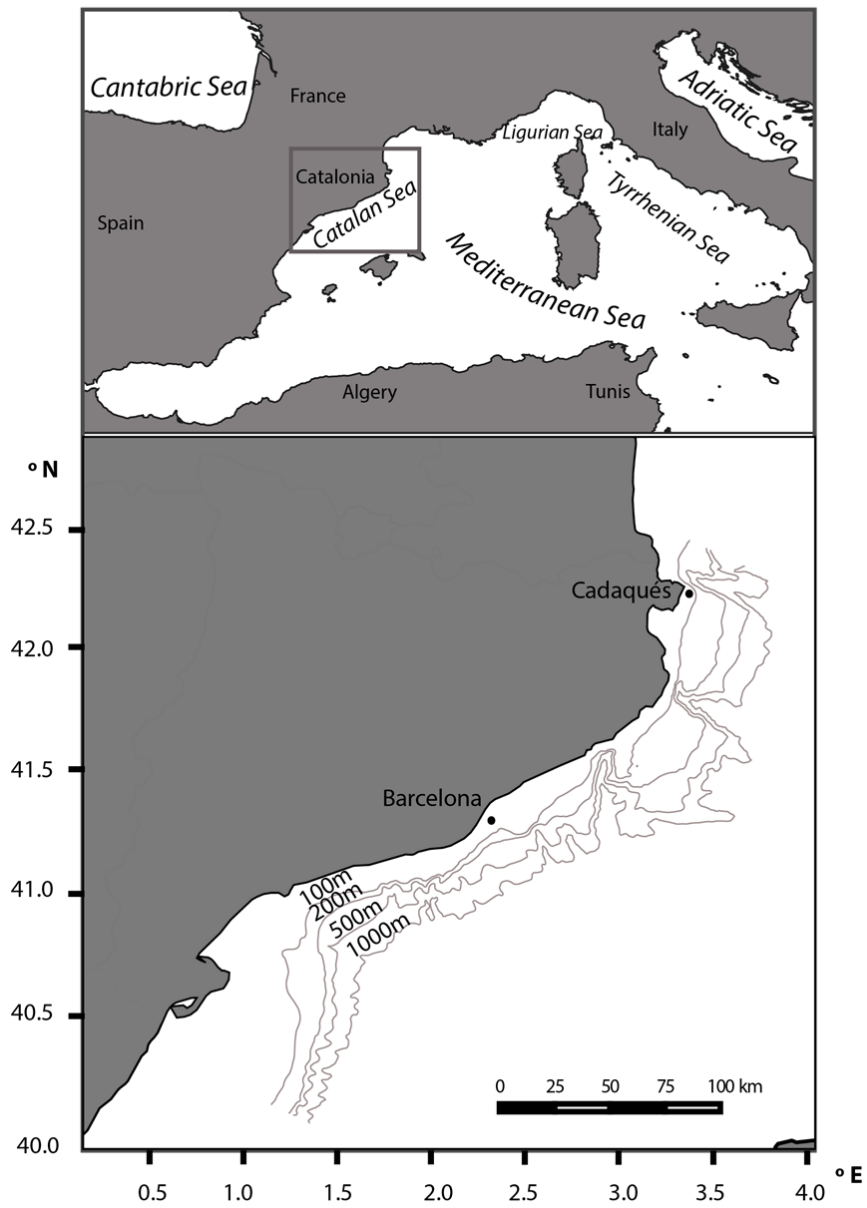 Cantabric Sea
France
Ligurian Sea
Italy
Adriatic Sea
Catalonia
Catalan Sea
Spain
Tyrrhenian Sea
Mediterranean Sea
Algery
Tunis
º N
42.5
Cadaqués
42.0
41.5
Barcelona
41.0
100m
200m
500m
1000m
40.5
0 25 50 75 100 km
40.0
0.5 1.0 1.5 2.0 2.5 3.0 3.5 4.0
º E